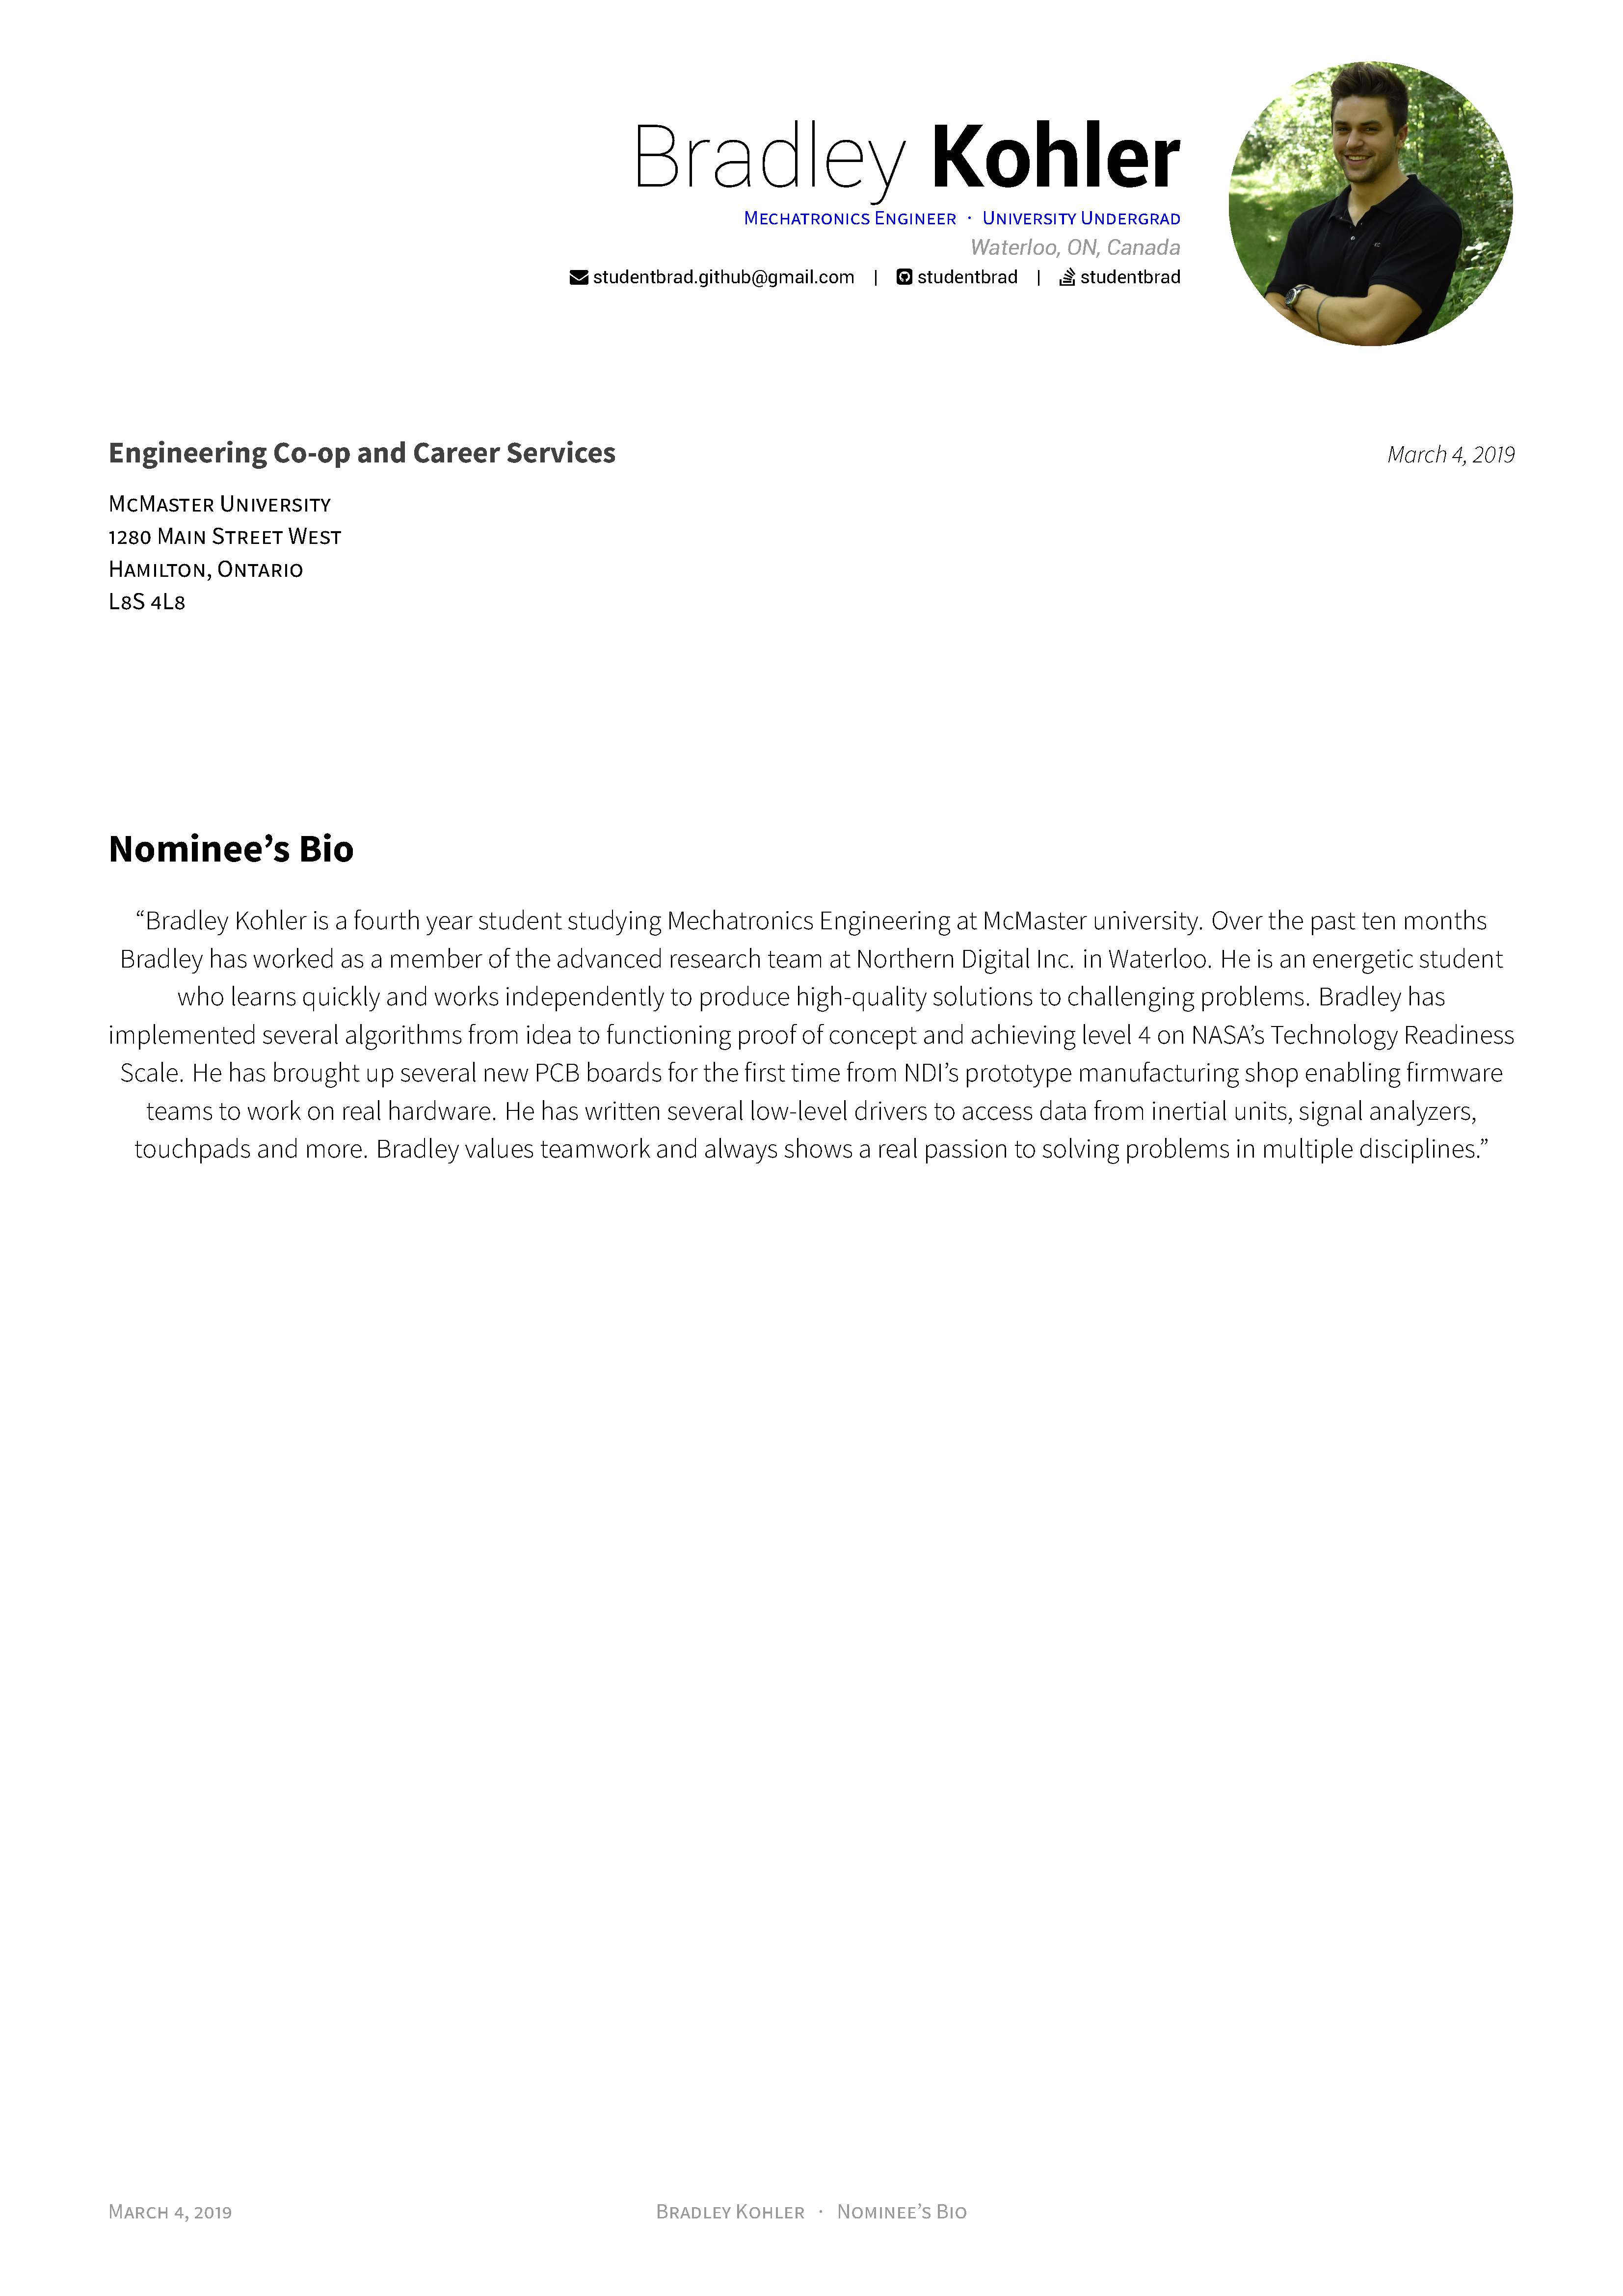 Bradley Kohler
Mechatronics Engineer · University Undergrad
Waterloo, ON, Canada
studentbrad.github@gmail.com | studentbrad | studentbrad
Engineering Co-op and Career Services
March 4, 2019
McMaster University
1280 Main Street West
Hamilton, Ontario
L8S 4L8
Nominee’s Bio
“Bradley Kohler is a fourth year student studying Mechatronics Engineering at McMaster university. Over the past ten months
Bradley has worked as a member of the advanced research team at Northern Digital Inc. in Waterloo. He is an energetic student
who learns quickly and works independently to produce high-quality solutions to challenging problems. Bradley has
implemented several algorithms from idea to functioning proof of concept and achieving level 4 on NASA’s Technology Readiness
Scale. He has brought up several new PCB boards for the first time from NDI’s prototype manufacturing shop enabling firmware
teams to work on real hardware. He has written several low-level drivers to access data from inertial units, signal analyzers,
touchpads and more. Bradley values teamwork and always shows a real passion to solving problems in multiple disciplines.”
March 4, 2019
Bradley Kohler · Nominee’s Bio